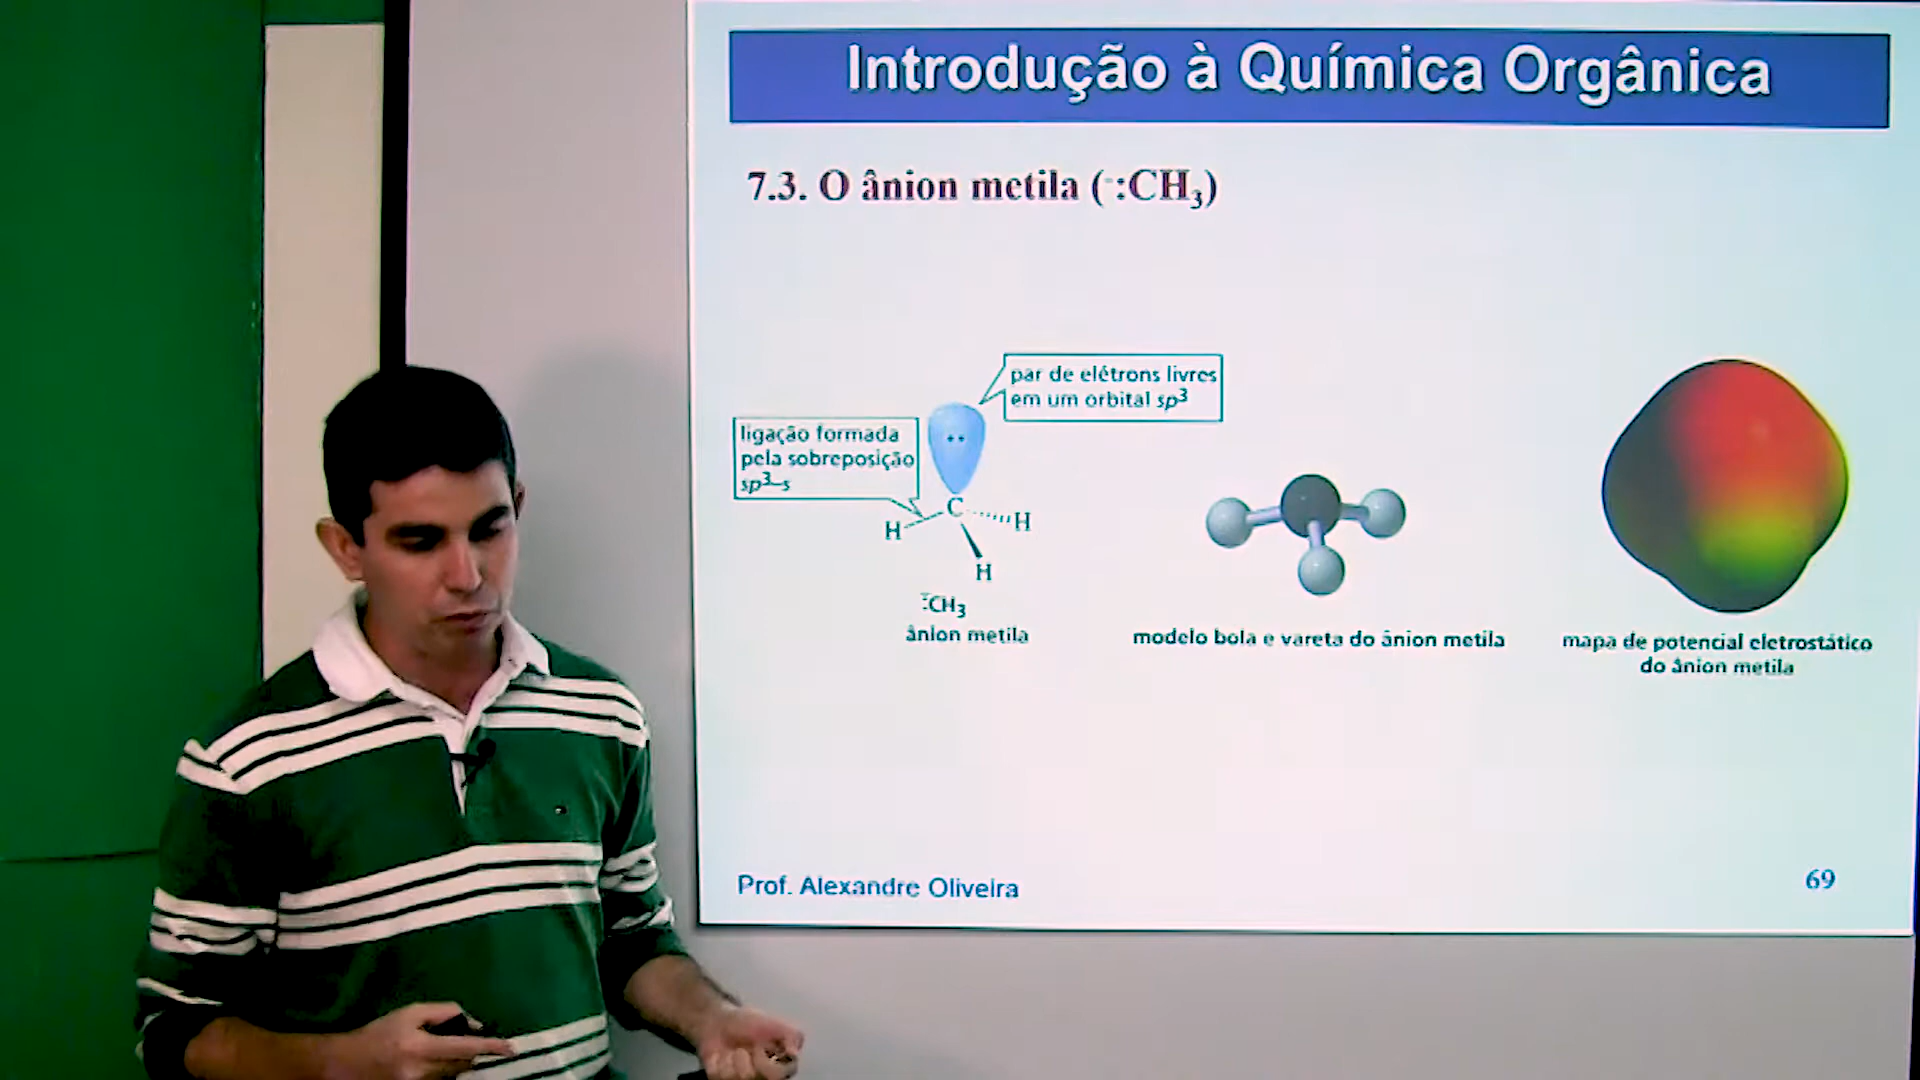 Introdução à Química Orgânica
7.3. O ânion metila (⁻:CH₃)
par de elétrons livres
em um orbital sp³
ligação formada
pela sobreposição
sp³–s
C
H
H
H
⁻:CH₃
ânion metila
modelo bola e vareta do ânion metila
mapa de potencial eletrostático
do ânion metila
Prof. Alexandre Oliveira
69